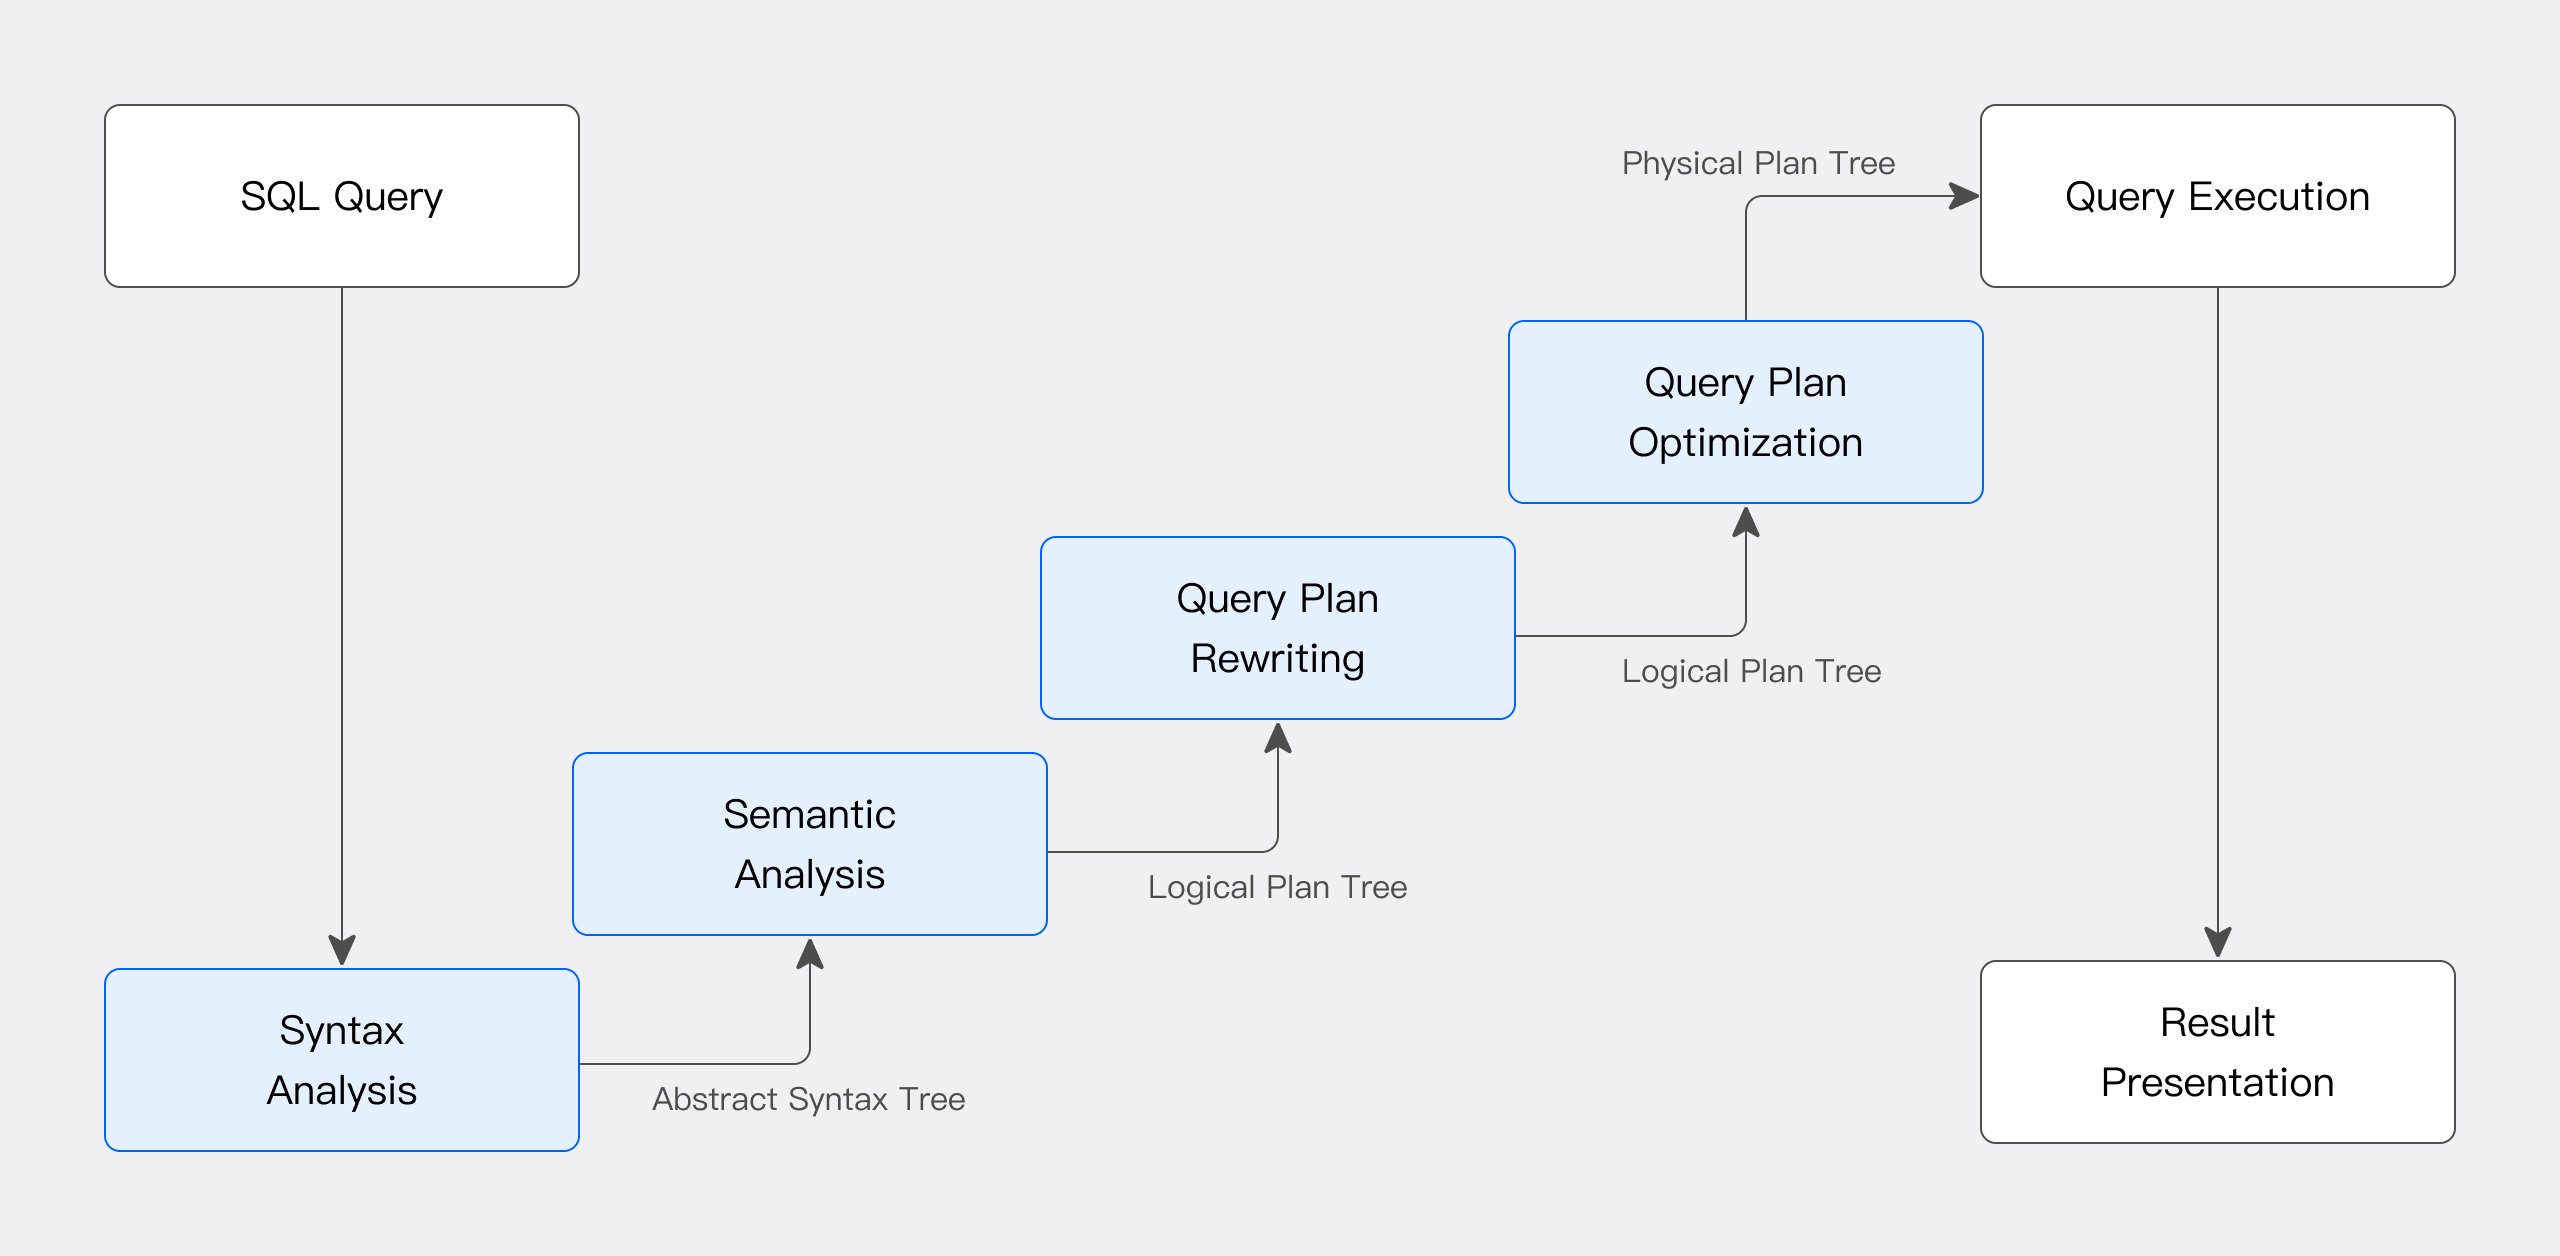 SQL Query
Syntax
Analysis
Abstract Syntax Tree
Semantic
Analysis
Logical Plan Tree
Query Plan
Rewriting
Logical Plan Tree
Query Plan
Optimization
Physical Plan Tree
Query Execution
Result
Presentation